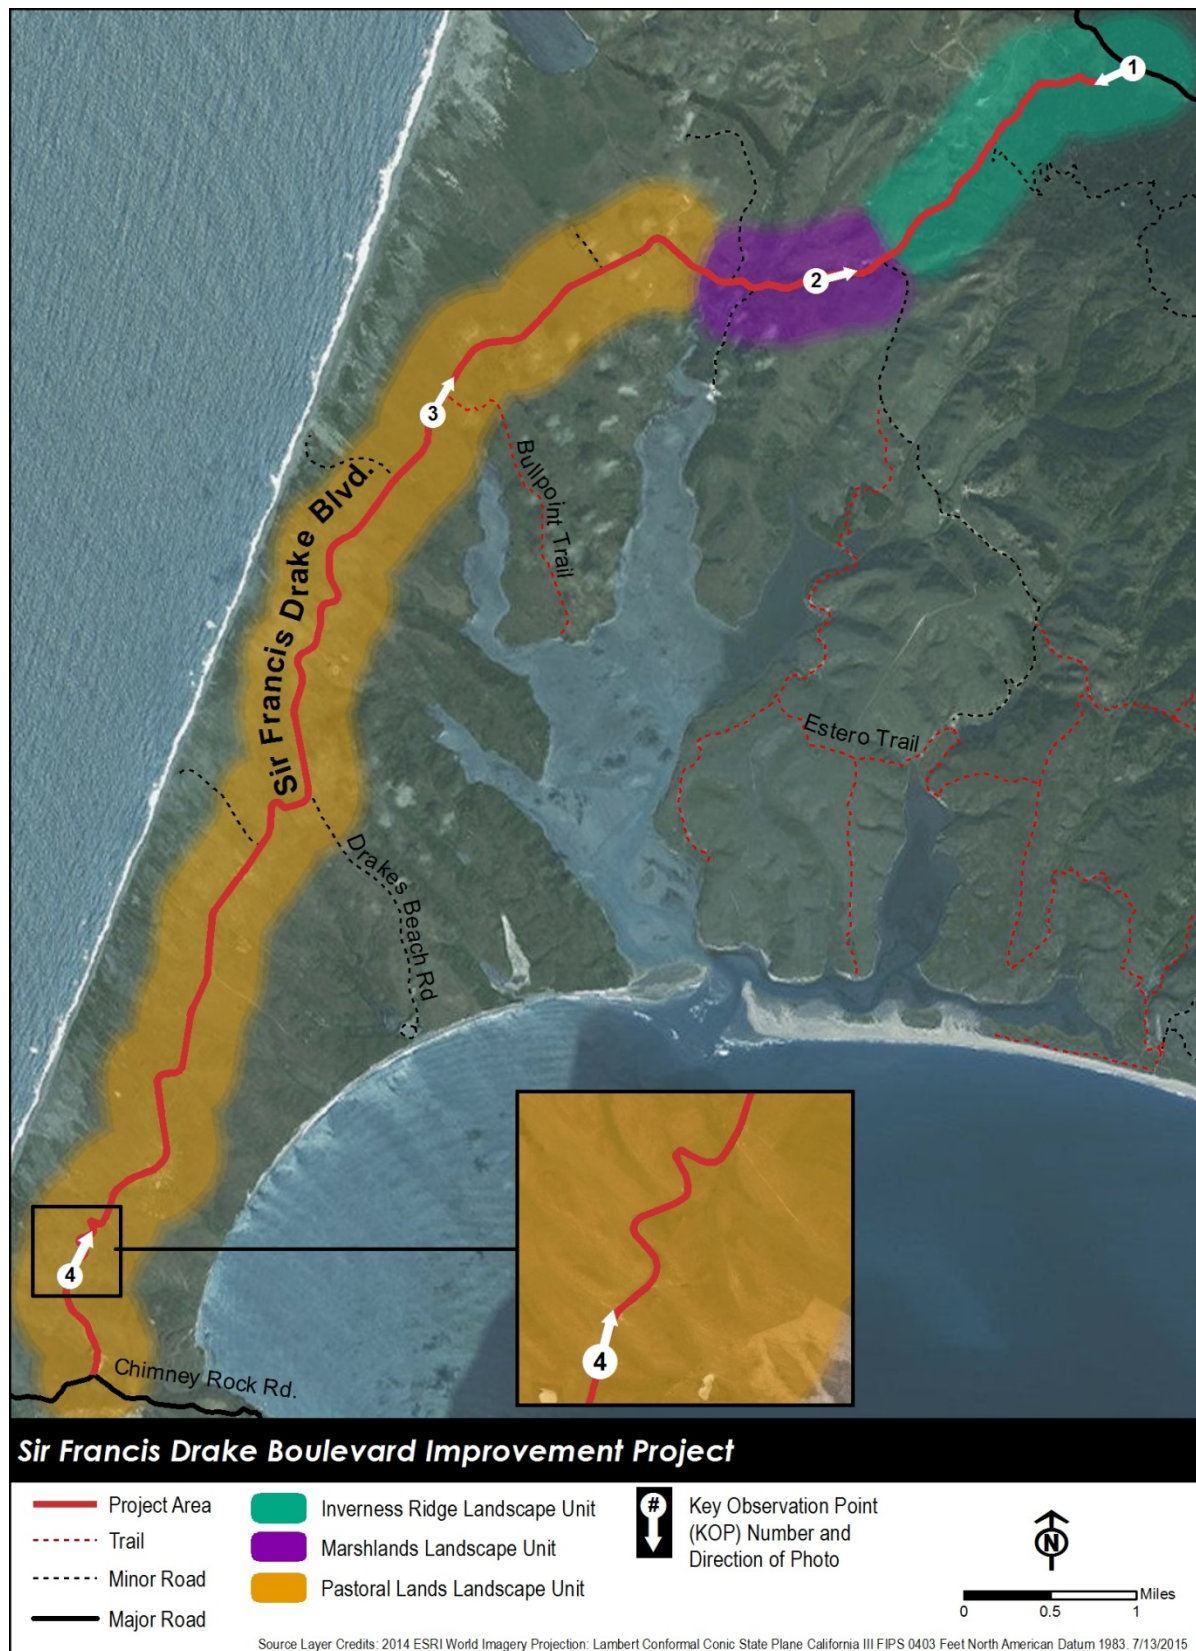 1
2
3
Bullpoint Trail
Sir Francis Drake Blvd.
Estero Trail
Drakes Beach Rd
4
4
Chimney Rock Rd.
Sir Francis Drake Boulevard Improvement Project
Project Area
Trail
Minor Road
Major Road
Inverness Ridge Landscape Unit
Marshlands Landscape Unit
Pastoral Lands Landscape Unit
#
Key Observation Point
(KOP) Number and
Direction of Photo
N
Miles
0 0.5 1
Source Layer Credits: 2014 ESRI World Imagery Projection: Lambert Conformal Conic State Plane California III FIPS 0403 Feet North American Datum 1983. 7/13/2015